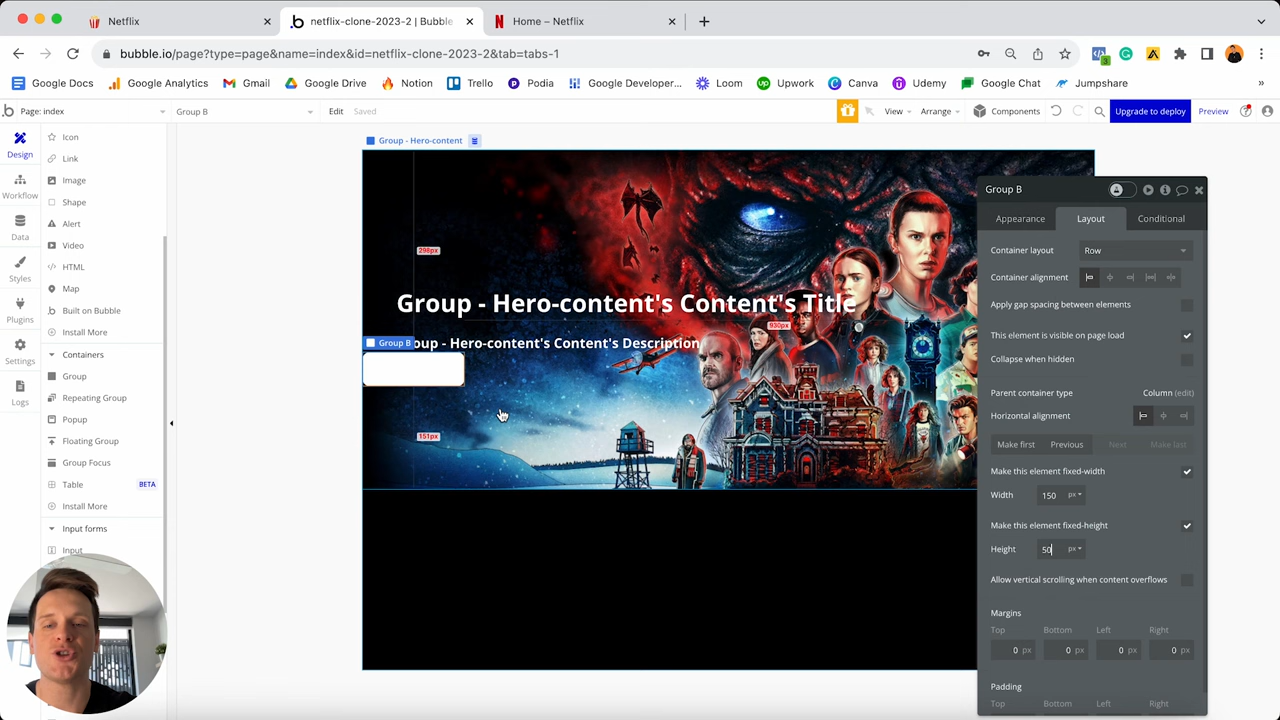 Netflix
netflix-clone-2023-2 | Bubble
Home – Netflix
bubble.io/page?type=page&name=index&id=netflix-clone-2023-2&tab=tabs-1
3
Google Docs
Google Analytics
Gmail
Google Drive
Notion
Trello
Podia
Google Developer...
Loom
Upwork
Canva
Udemy
Google Chat
Jumpshare
»
Page: index
Group B
Edit
Saved
View
Arrange
Components
Upgrade to deploy
Preview
Design
Workflow
Data
Styles
Plugins
Settings
Logs
Icon
Link
Image
Shape
Alert
Video
HTML
Map
Built on Bubble
Install More
Containers
Group
Repeating Group
Popup
Floating Group
Group Focus
Table BETA
Install More
Input forms
Input
Group - Hero-content
298px
Group - Hero-content's Content's Title
930px
Group B
oup - Hero-content's Content's Description
151px
Group B
Appearance
Layout
Conditional
Container layout Row
Container alignment
Apply gap spacing between elements
This element is visible on page load
Collapse when hidden
Parent container type Column (edit)
Horizontal alignment
Make first Previous Next Make last
Make this element fixed-width
Width 150 px
Make this element fixed-height
Height 50 px
Allow vertical scrolling when content overflows
Margins
Top Bottom Left Right
0 px 0 px 0 px 0 px
Padding
Top Bottom Left Right